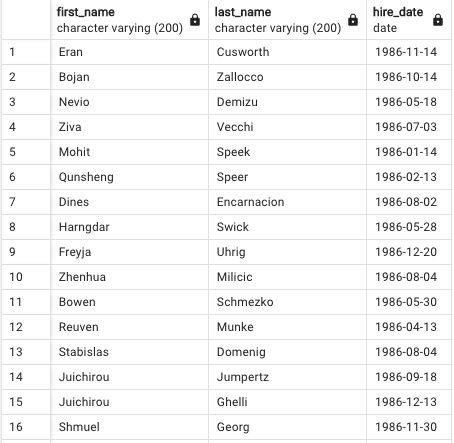 first_name last_name hire_date
character varying (200) character varying (200) date
1 Eran Cusworth 1986-11-14
2 Bojan Zallocco 1986-10-14
3 Nevio Demizu 1986-05-18
4 Ziva Vecchi 1986-07-03
5 Mohit Speek 1986-01-14
6 Qunsheng Speer 1986-02-13
7 Dines Encarnacion 1986-08-02
8 Harngdar Swick 1986-05-28
9 Freyja Uhrig 1986-12-20
10 Zhenhua Milicic 1986-08-04
11 Bowen Schmezko 1986-05-30
12 Reuven Munke 1986-04-13
13 Stabislas Domenig 1986-08-04
14 Juichirou Jumpertz 1986-09-18
15 Juichirou Ghelli 1986-12-13
16 Shmuel Georg 1986-11-30